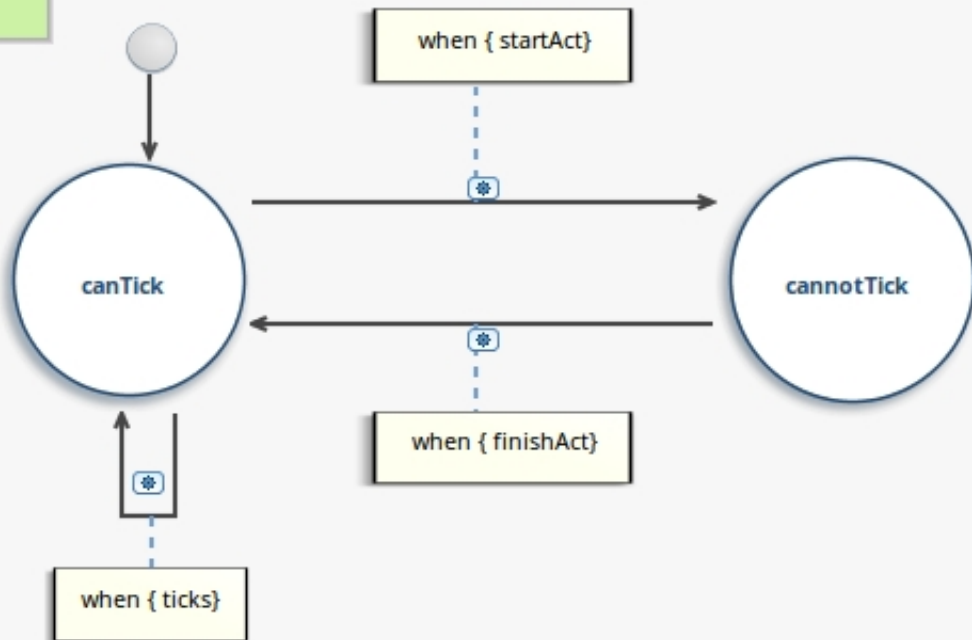 when { startAct}
canTick
cannotTick
when { finishAct}
when { ticks}